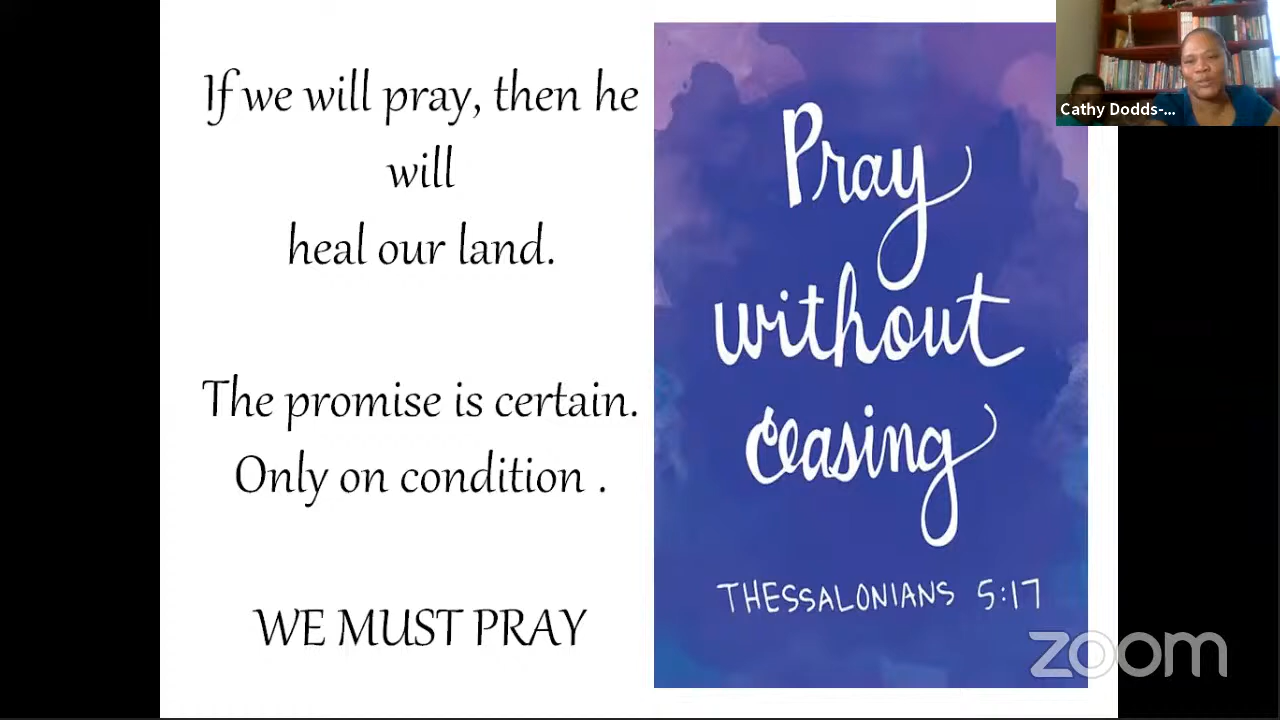 If we will pray, then he
will
heal our land.
The promise is certain.
Only on condition .
WE MUST PRAY
Pray
without
ceasing
THESSALONIANS 5:17
Cathy Dodds-...
zoom